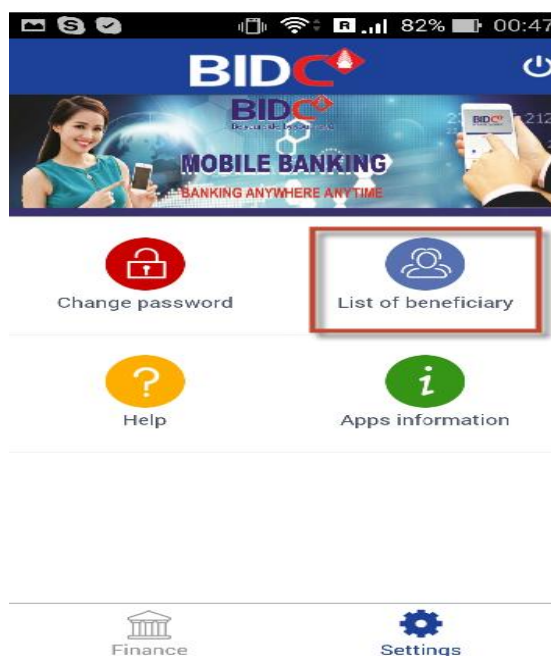 R 82% 00:47
BIDC
BIDC
MOBILE BANKING
BANKING ANYWHERE ANYTIME
BIDC
Change password
List of beneficiary
?
i
Help
Apps information
Finance
Settings